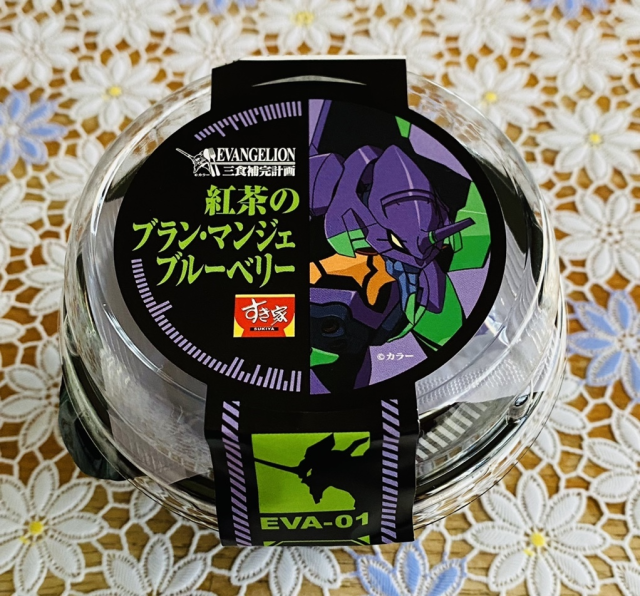 EVANGELION
三食補完計画
紅茶の
ブラン・マンジェ
ブルーベリー
すき家
SUKIYA
©カラー
EVA-01